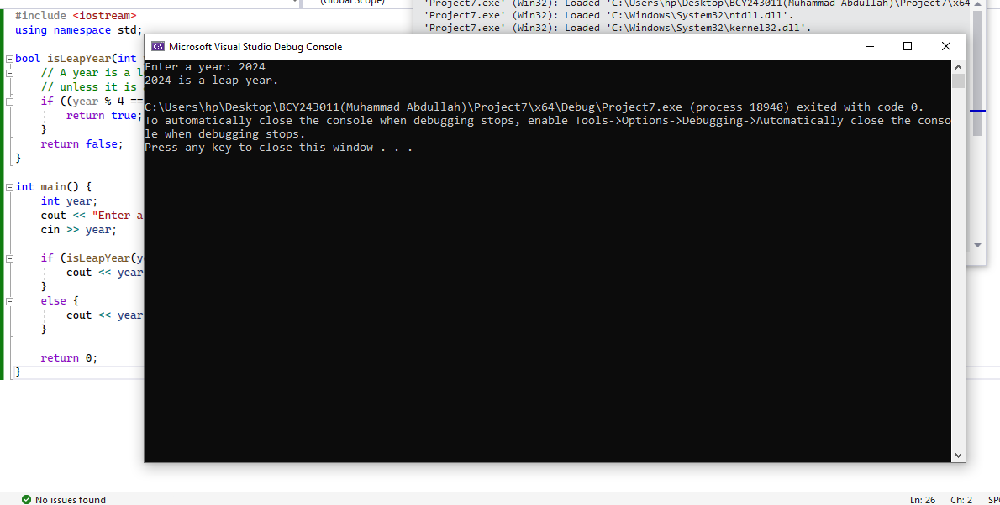 (Global Scope)
'Project7.exe' (Win32): Loaded 'C:\Users\hp\Desktop\BCY243011(Muhammad Abdullah)\Project7\x64
'Project7.exe' (Win32): Loaded 'C:\Windows\System32\ntdll.dll'.
'Project7.exe' (Win32): Loaded 'C:\Windows\System32\kernel32.dll'.
#include <iostream>
using namespace std;
bool isLeapYear(int
// A year is a l
// unless it is
if ((year % 4 ==
return true;
}
return false;
}
int main() {
int year;
cout << "Enter a
cin >> year;
if (isLeapYear(y
cout << year
}
else {
cout << year
}
return 0;
}
Microsoft Visual Studio Debug Console
Enter a year: 2024
2024 is a leap year.
C:\Users\hp\Desktop\BCY243011(Muhammad Abdullah)\Project7\x64\Debug\Project7.exe (process 18940) exited with code 0.
To automatically close the console when debugging stops, enable Tools->Options->Debugging->Automatically close the conso
le when debugging stops.
Press any key to close this window . . .
No issues found
Ln: 26 Ch: 2 SP